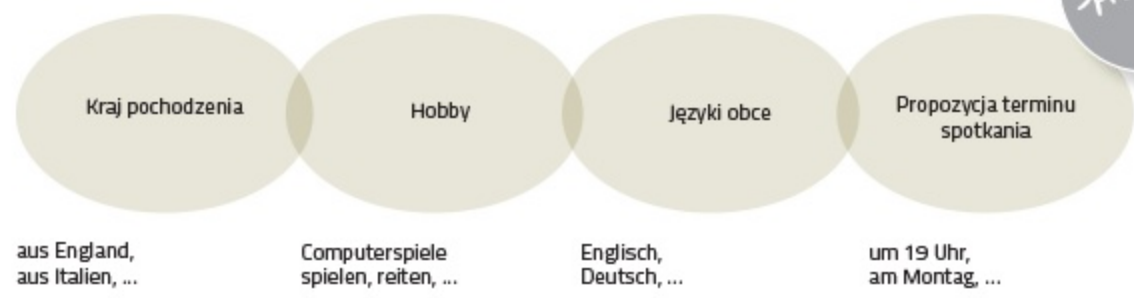 Kraj pochodzenia
Hobby
Języki obce
Propozycja terminu
spotkania
aus England,
aus Italien, ...
Computerspiele
spielen, reiten, ...
Englisch,
Deutsch, ...
um 19 Uhr,
am Montag, ...